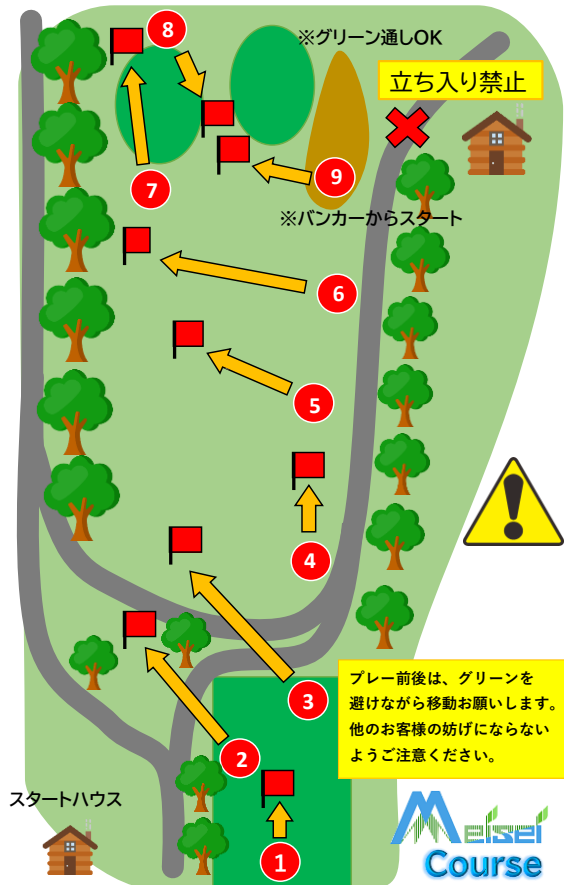 8
※グリーン通しOK
立ち入り禁止
7
9
※バンカーからスタート
6
5
4
3
プレー前後は、グリーンを
避けながら移動お願いします。
他のお客様の妨げにならない
ようご注意ください。
2
スタートハウス
1
Meisei
Course